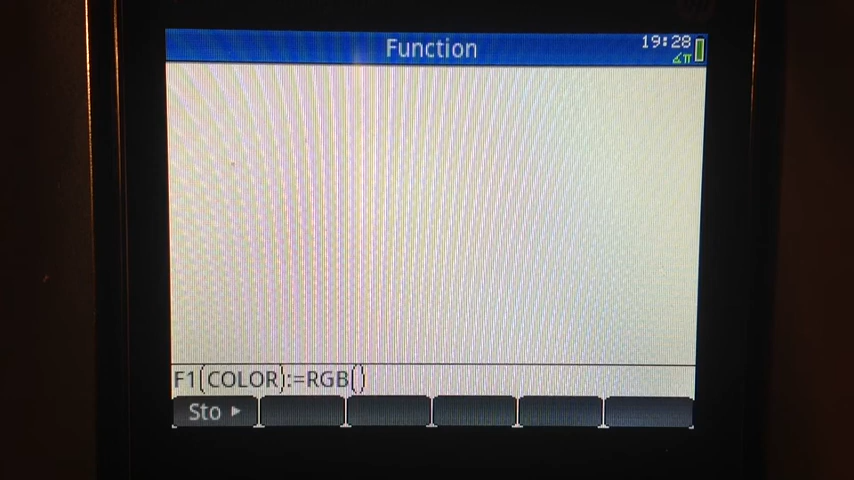 Function
19:28
∡π
F1(COLOR):=RGB()
Sto ▶